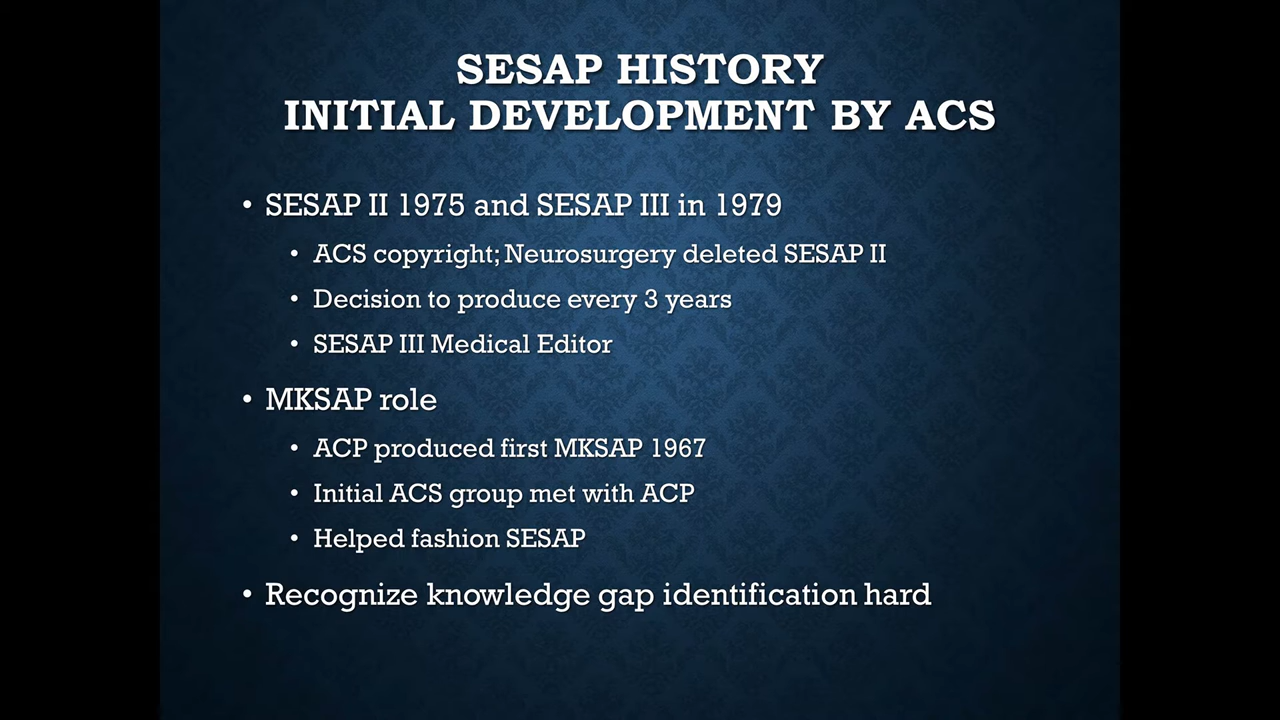 SESAP HISTORY
INITIAL DEVELOPMENT BY ACS
• SESAP II 1975 and SESAP III in 1979
• ACS copyright; Neurosurgery deleted SESAP II
• Decision to produce every 3 years
• SESAP III Medical Editor
• MKSAP role
• ACP produced first MKSAP 1967
• Initial ACS group met with ACP
• Helped fashion SESAP
• Recognize knowledge gap identification hard